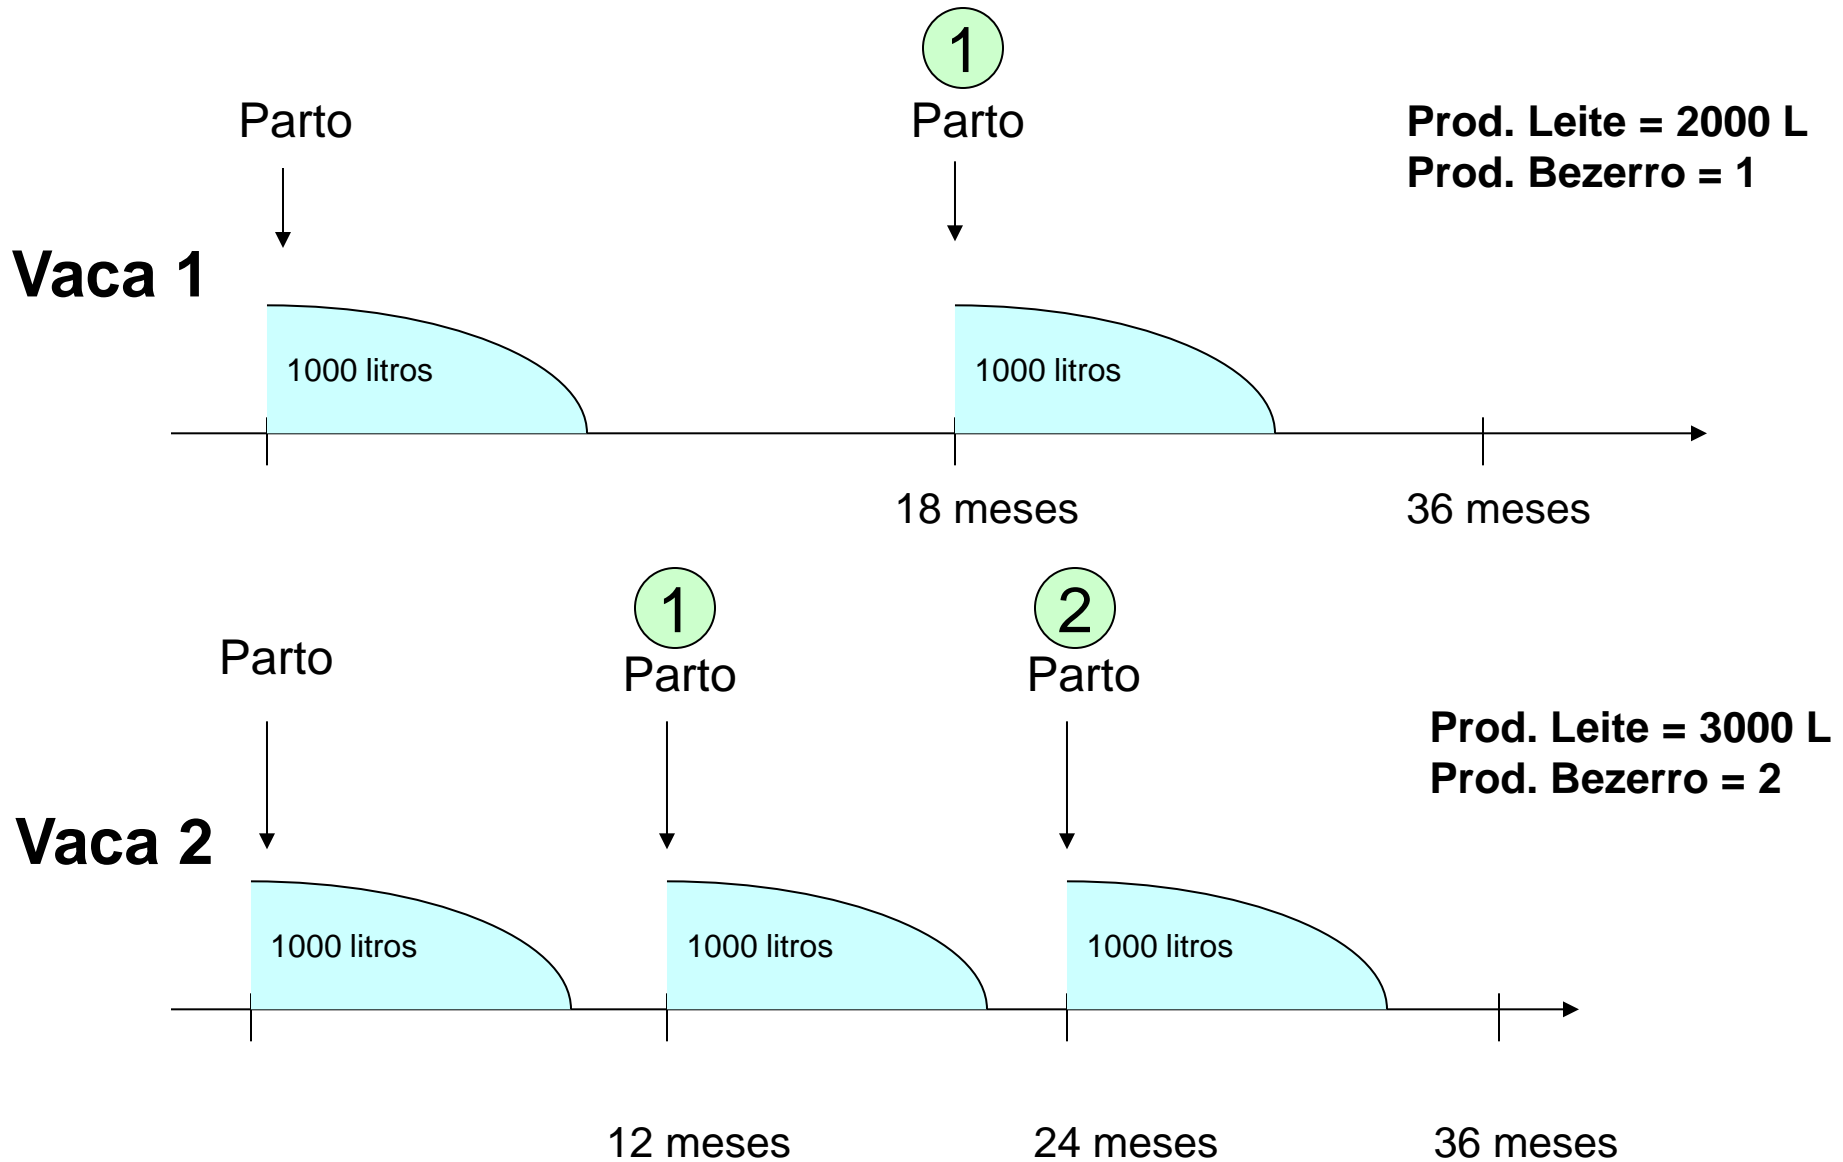 1
Parto
Parto
Prod. Leite = 2000 L
Prod. Bezerro = 1
Vaca 1
1000 litros
1000 litros
18 meses
36 meses
1
2
Parto
Parto
Parto
Prod. Leite = 3000 L
Prod. Bezerro = 2
Vaca 2
1000 litros
1000 litros
1000 litros
12 meses
24 meses
36 meses